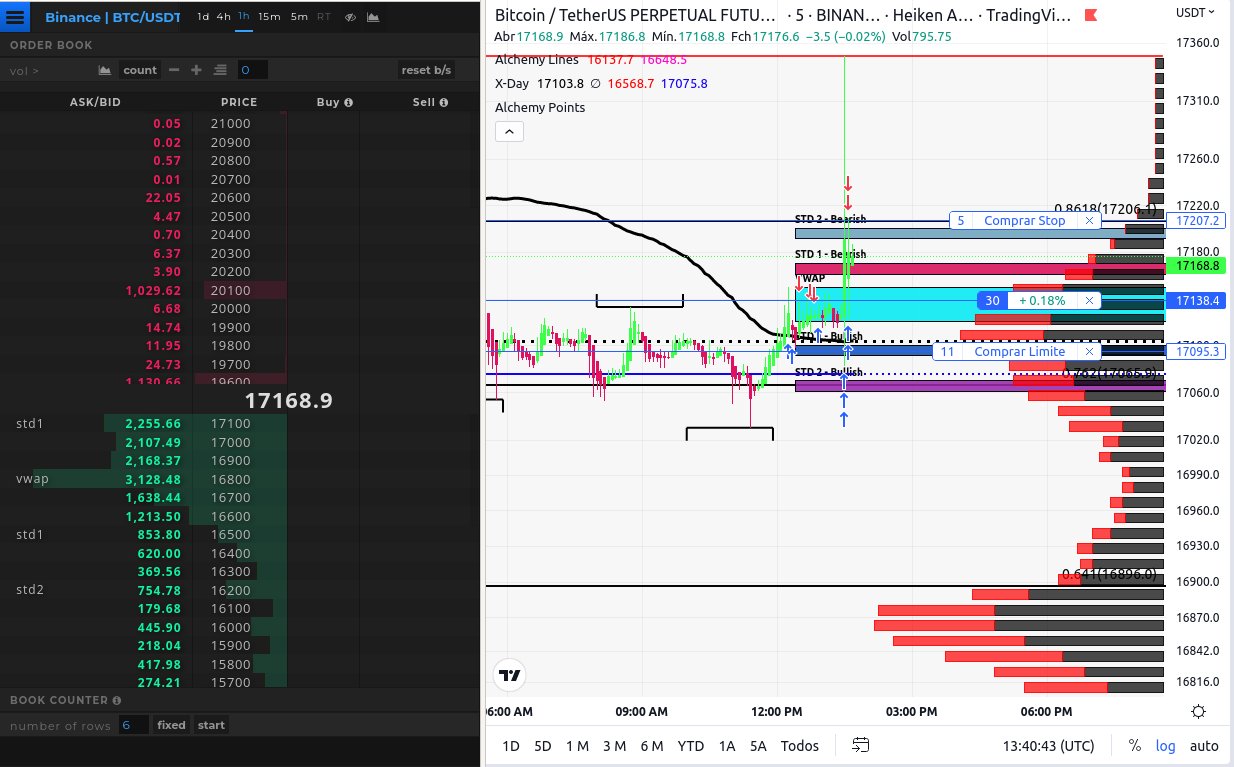 Binance | BTC/USDT 1d 4h 1h 15m 5m RT
ORDER BOOK
vol > count 0 reset b/s
ASK/BID PRICE Buy Sell
0.05 21000
0.02 20900
0.57 20800
0.01 20700
22.05 20600
4.47 20500
0.70 20400
6.37 20300
3.90 20200
1,029.62 20100
6.68 20000
14.74 19900
11.95 19800
24.73 19700
1,130.66 19600
17168.9
std1 2,255.66 17100
2,107.49 17000
2,168.37 16900
vwap 3,128.48 16800
1,638.44 16700
1,213.50 16600
std1 853.80 16500
620.00 16400
369.56 16300
std2 754.78 16200
179.68 16100
445.90 16000
218.04 15900
417.98 15800
274.21 15700
BOOK COUNTER
number of rows 6 fixed start
Bitcoin / TetherUS PERPETUAL FUTU... · 5 · BINAN... · Heiken A... · TradingVi...
USDT
Abr17168.9 Máx.17186.8 Mín.17168.8 Fch17176.6 −3.5 (−0.02%) Vol795.75
Alchemy Lines 16137.7 16648.5
X-Day 17103.8 ∅ 16568.7 17075.8
Alchemy Points
17360.0
17310.0
17260.0
0.8618(17206.1)
17220.0
STD 2 - Bearish
5 Comprar Stop ×
17207.2
17180.0
STD 1 - Bearish
17168.8
WAP
30 + 0.18% ×
17138.4
STD 1 - Bullish
11 Comprar Limite ×
17095.3
STD 2 - Bullish
0.762(17065.9)
17060.0
17020.0
16990.0
16960.0
16930.0
0.641(16896.0)
16900.0
16870.0
16842.0
16816.0
06:00 AM 09:00 AM 12:00 PM 03:00 PM 06:00 PM
1D 5D 1 M 3 M 6 M YTD 1A 5A Todos 13:40:43 (UTC) % log auto